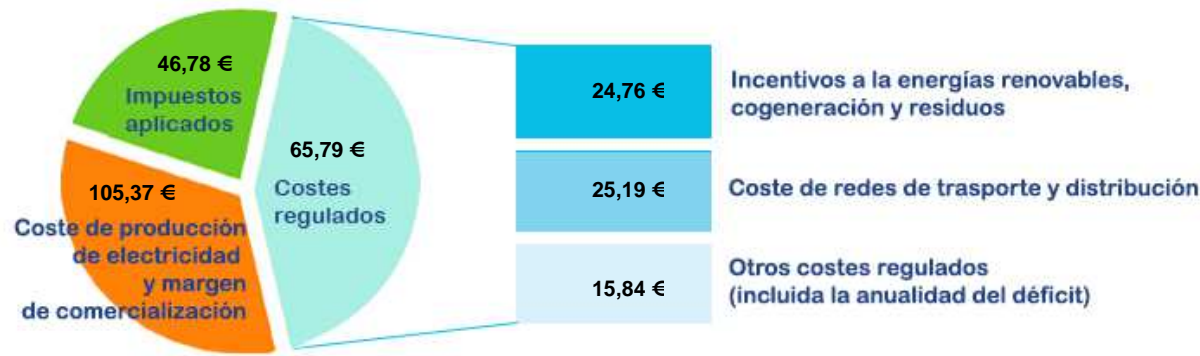 46,78 €
Impuestos
aplicados
105,37 €
Coste de producción
de electricidad
y margen
de comercialización
65,79 €
Costes
regulados
24,76 €
Incentivos a la energías renovables,
cogeneración y residuos
25,19 €
Coste de redes de trasporte y distribución
15,84 €
Otros costes regulados
(incluida la anualidad del déficit)